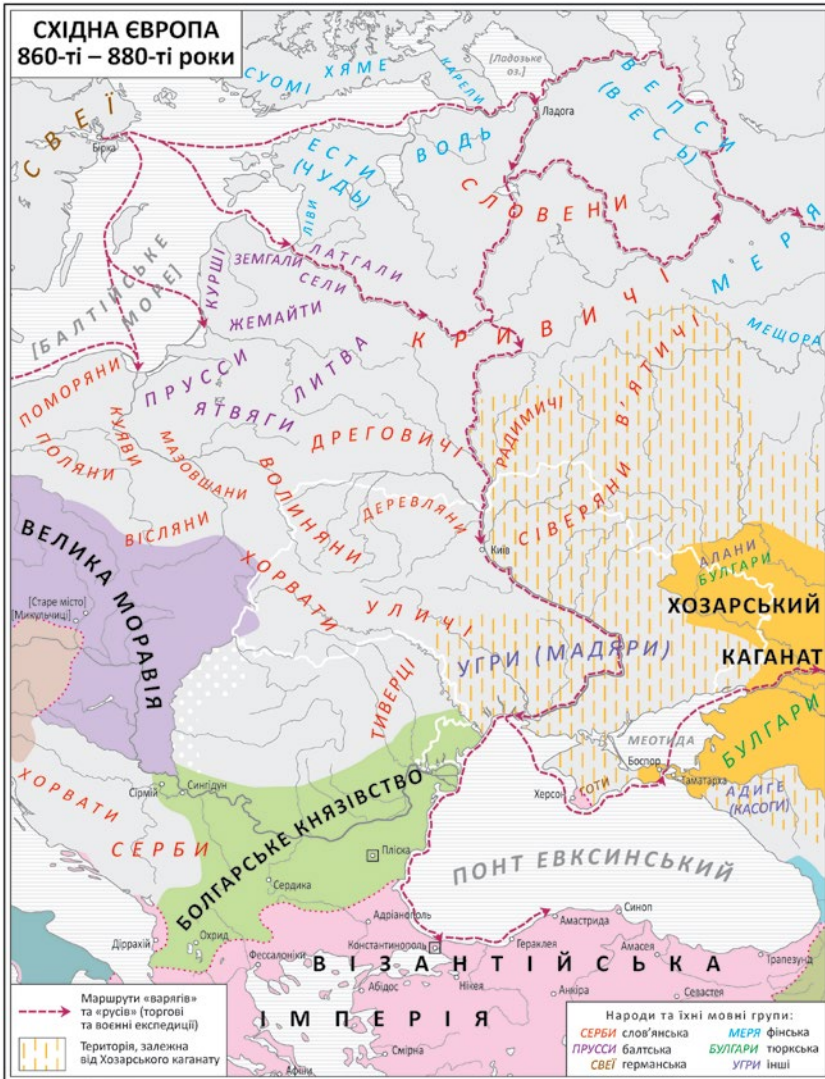 СХІДНА ЄВРОПА
860-ті – 880-ті роки
СУОМІ
ХЯМЕ
КАРЕЛИ
[Ладозьке
оз.]
Ладога
ВЕПСИ
(ВЕСЬ)
СВЕЇ
Бірка
ЕСТИ
(ЧУДЬ)
ВОДЬ
СЛОВЕНИ
ЛІВИ
МЕРЯ
[БАЛТІЙСЬКЕ
МОРЕ]
КУРШІ
ЗЕМГАЛИ
ЛАТГАЛИ
СЕЛИ
ЖЕМАЙТИ
КРИВИЧІ
МЕЩОРА
ПРУССИ
ЛИТВА
ЯТВЯГИ
ПОМОРЯНИ
КУЯВИ
ПОЛЯНИ
МАЗОВШАНИ
ДРЕГОВИЧІ
РАДИМИЧІ
В'ЯТИЧІ
ВОЛИНЯНИ
ДЕРЕВЛЯНИ
СІВЕРЯНИ
ВІСЛЯНИ
Київ
ВЕЛИКА МОРАВІЯ
[Старе місто]
[Микульчиці]
ХОРВАТИ
УЛИЧІ
АЛАНИ
БУЛГАРИ
ХОЗАРСЬКИЙ
КАГАНАТ
УГРИ (МАДЯРИ)
ТИВЕРЦІ
БУЛГАРИ
МЕОТИДА
Боспор
Таматарха
ГОТИ
Херсон
АДИГЕ
(КАСОГИ)
ХОРВАТИ
Сірмій
Сингідун
СЕРБИ
БОЛГАРСЬКЕ КНЯЗІВСТВО
Пліска
Сердика
ПОНТ ЕВКСИНСЬКИЙ
Діррахій
Охрид
Адріанополь
Константинополь
Фессалоніки
Гераклея
Амастрида
Синоп
Амасея
Трапезунд
ВІЗАНТІЙСЬКА
Абідос
Нікея
Анкіра
Севастея
ІМПЕРІЯ
Смірна
Афіни
Маршрути «варягів»
та «русів» (торгові
та воєнні експедиції)
Територія, залежна
від Хозарського каганату
Народи та їхні мовні групи:
СЕРБИ слов'янська
МЕРЯ фінська
ПРУССИ балтська
БУЛГАРИ тюркська
СВЕЇ германська
УГРИ інші